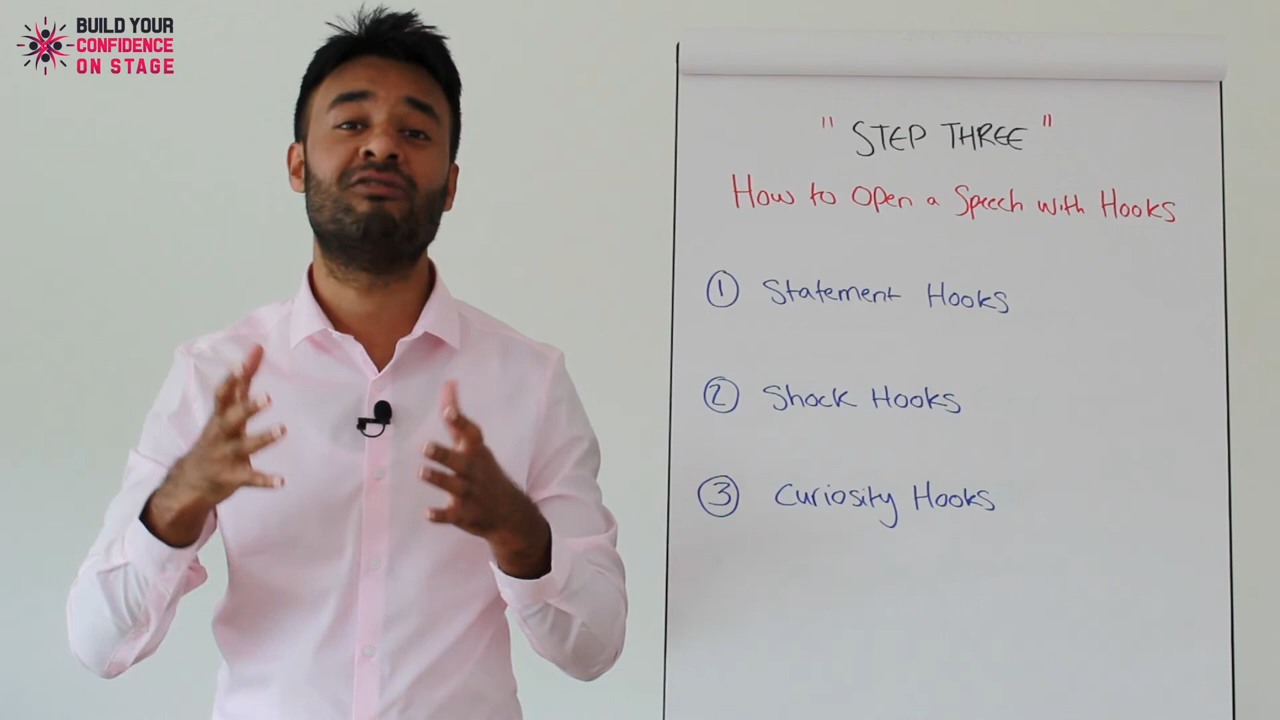 BUILD YOUR
CONFIDENCE
ON STAGE
" STEP THREE "
How to Open a Speech with Hooks
1 Statement Hooks
2 Shock Hooks
3 Curiosity Hooks